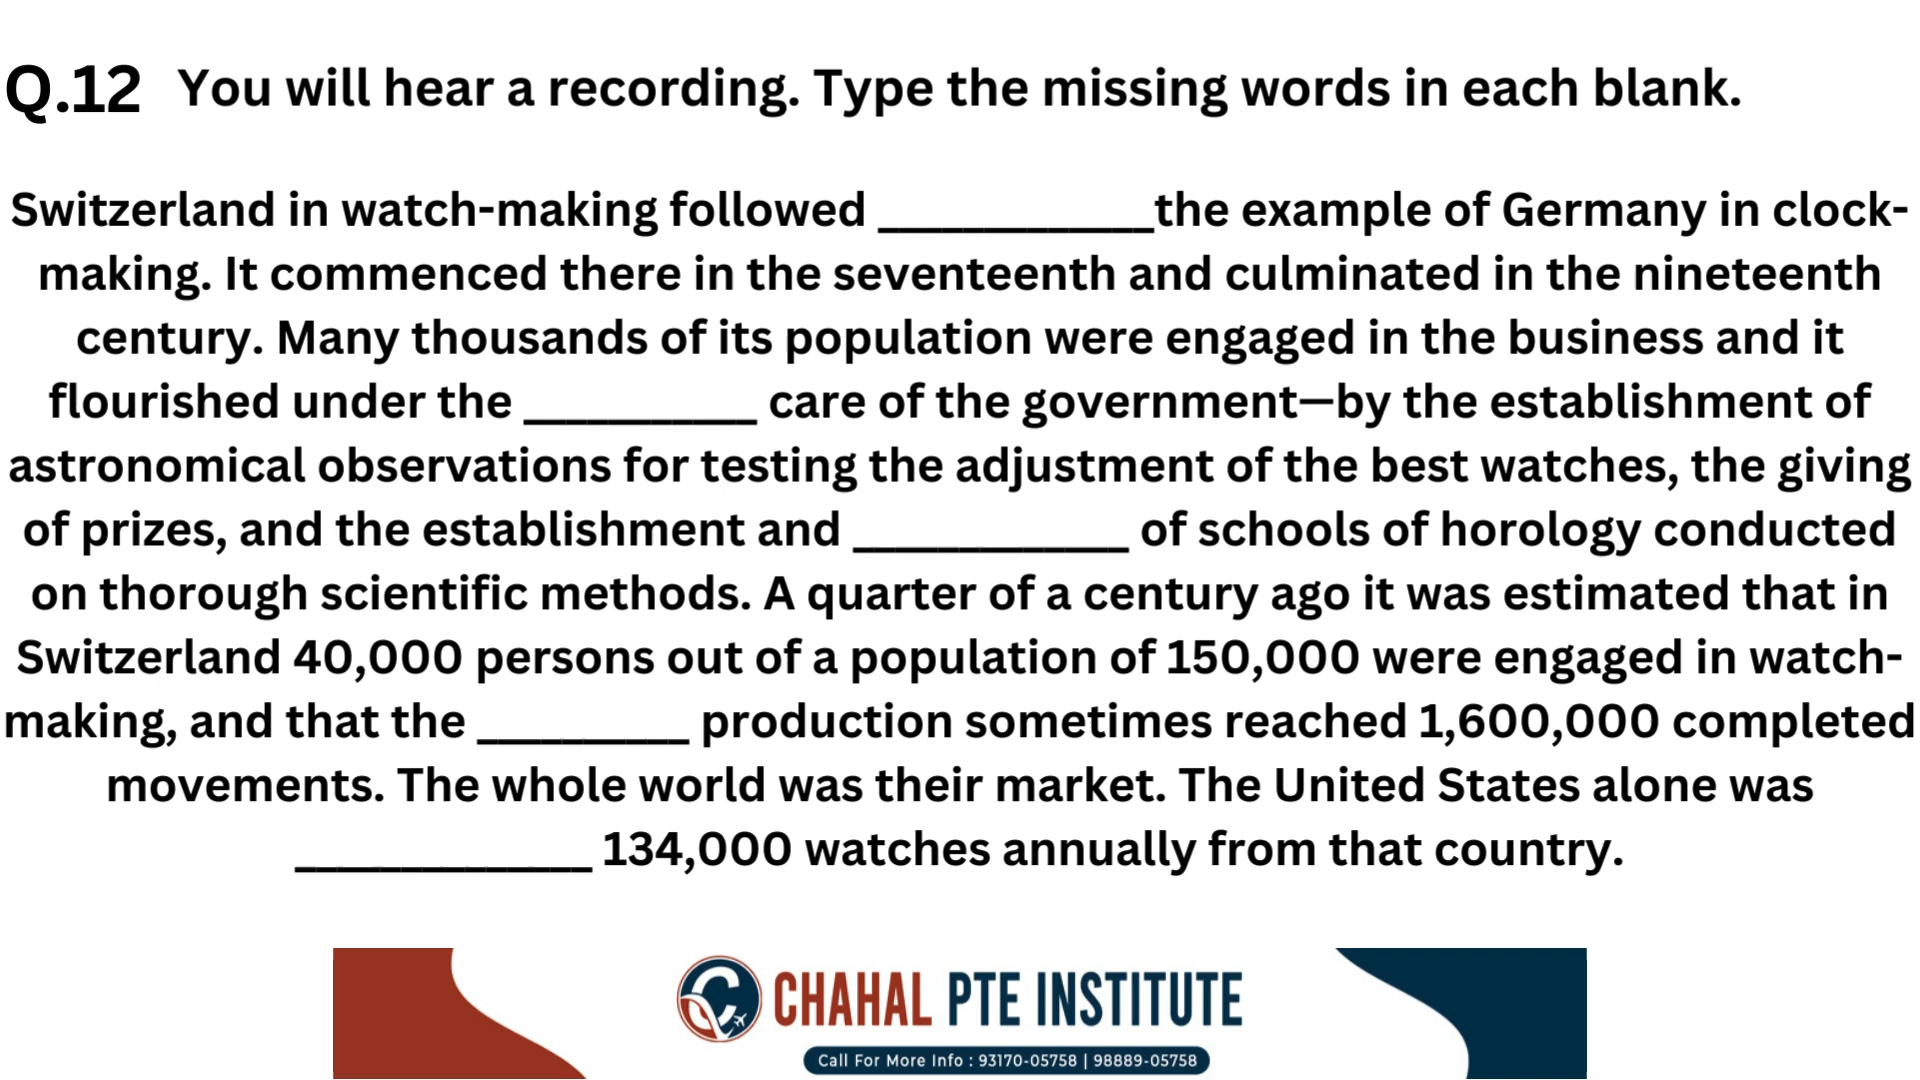 Q.12 You will hear a recording. Type the missing words in each blank.
Switzerland in watch-making followed _____________the example of Germany in clock-
making. It commenced there in the seventeenth and culminated in the nineteenth
century. Many thousands of its population were engaged in the business and it
flourished under the ___________ care of the government—by the establishment of
astronomical observations for testing the adjustment of the best watches, the giving
of prizes, and the establishment and _____________ of schools of horology conducted
on thorough scientific methods. A quarter of a century ago it was estimated that in
Switzerland 40,000 persons out of a population of 150,000 were engaged in watch-
making, and that the __________ production sometimes reached 1,600,000 completed
movements. The whole world was their market. The United States alone was
______________ 134,000 watches annually from that country.
CHAHAL PTE INSTITUTE
Call For More Info : 93170-05758 | 98889-05758